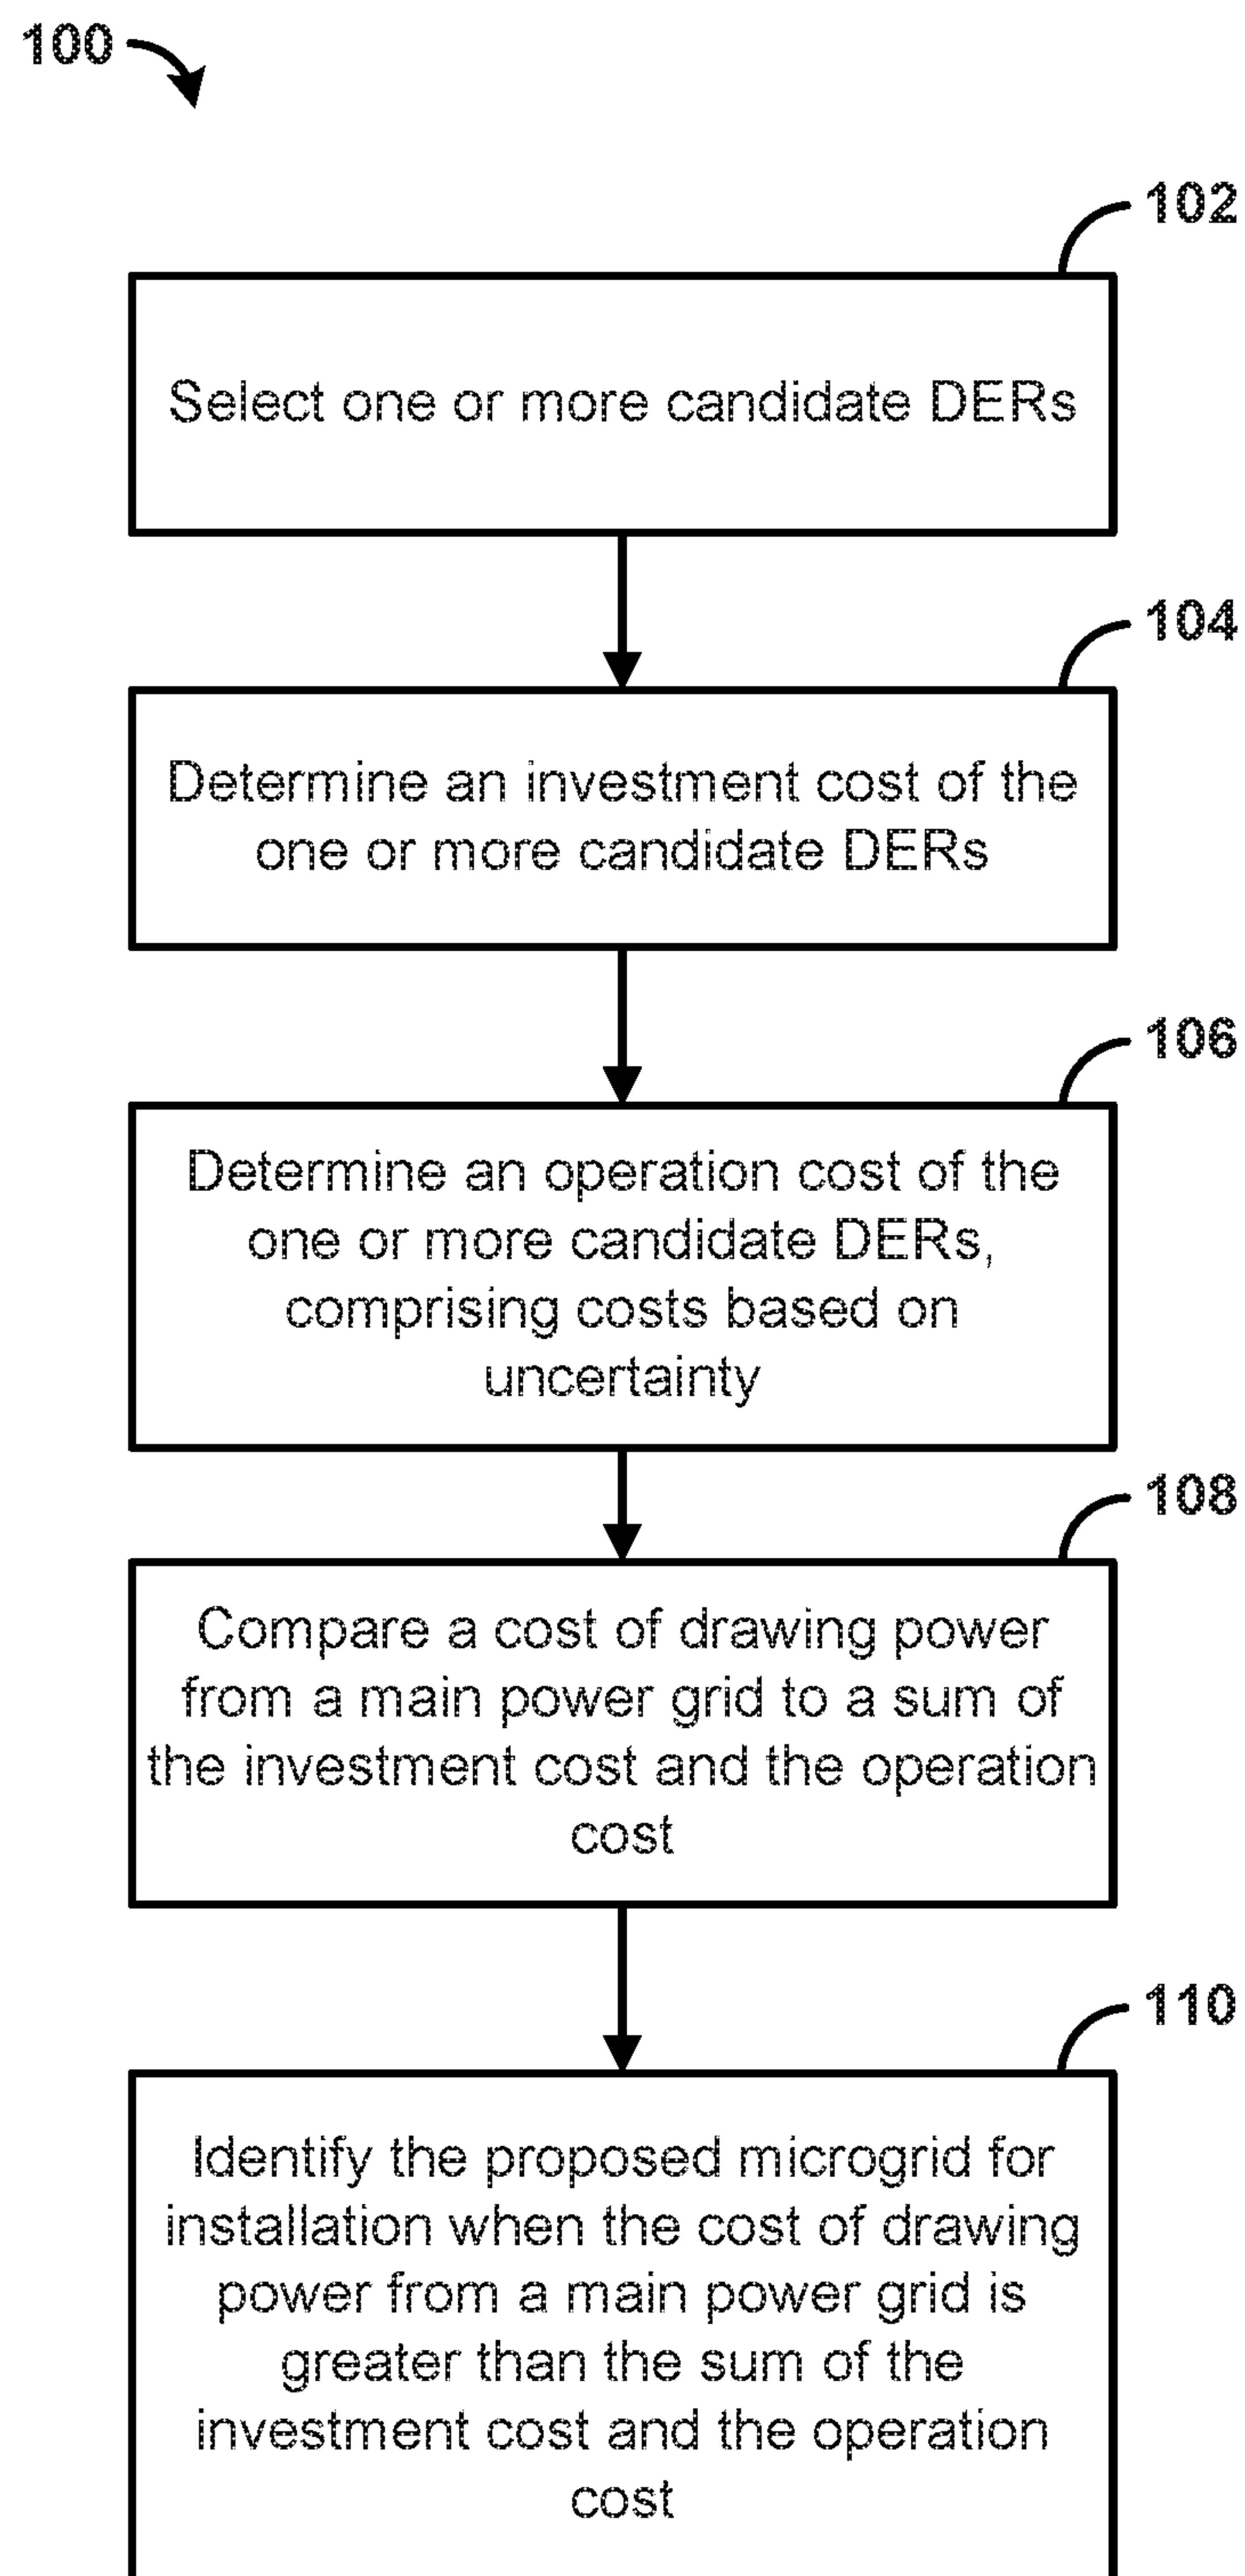 100
102
Select one or more candidate DERs
104
Determine an investment cost of the
one or more candidate DERs
106
Determine an operation cost of the
one or more candidate DERs,
comprising costs based on
uncertainty
108
Compare a cost of drawing power
from a main power grid to a sum of
the investment cost and the operation
cost
110
Identify the proposed microgrid for
installation when the cost of drawing
power from a main power grid is
greater than the sum of the
investment cost and the operation
cost